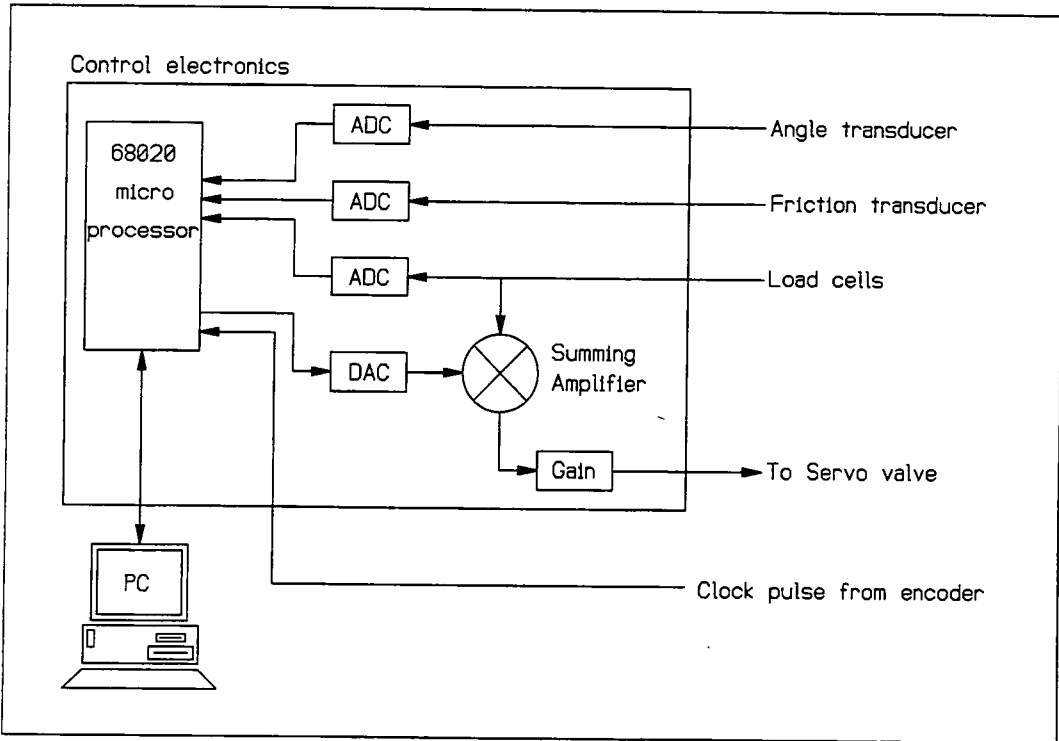 Control electronics
68020
micro
processor
ADC
Angle transducer
ADC
Friction transducer
ADC
Load cells
DAC
Summing
Amplifier
Gain
To Servo valve
PC
Clock pulse from encoder